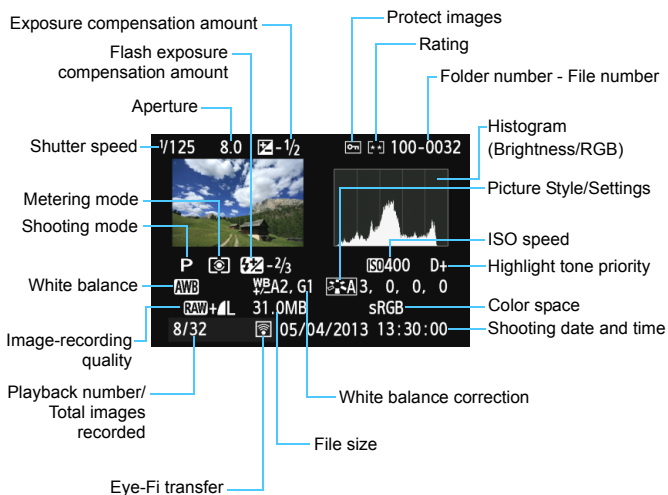 Exposure compensation amount
Protect images
Flash exposure
compensation amount
Rating
Folder number - File number
Aperture
Shutter speed
Histogram
(Brightness/RGB)
1/125 8.0 -1/2 100-0032
Metering mode
Picture Style/Settings
Shooting mode
ISO speed
P -2/3 ISO400 D+
Highlight tone priority
White balance
AWB WBA2, G1 A3, 0, 0, 0
RAW+L 31.0MB sRGB
Color space
Image-recording
quality
8/32 05/04/2013 13:30:00
Shooting date and time
Playback number/
Total images
recorded
White balance correction
File size
Eye-Fi transfer